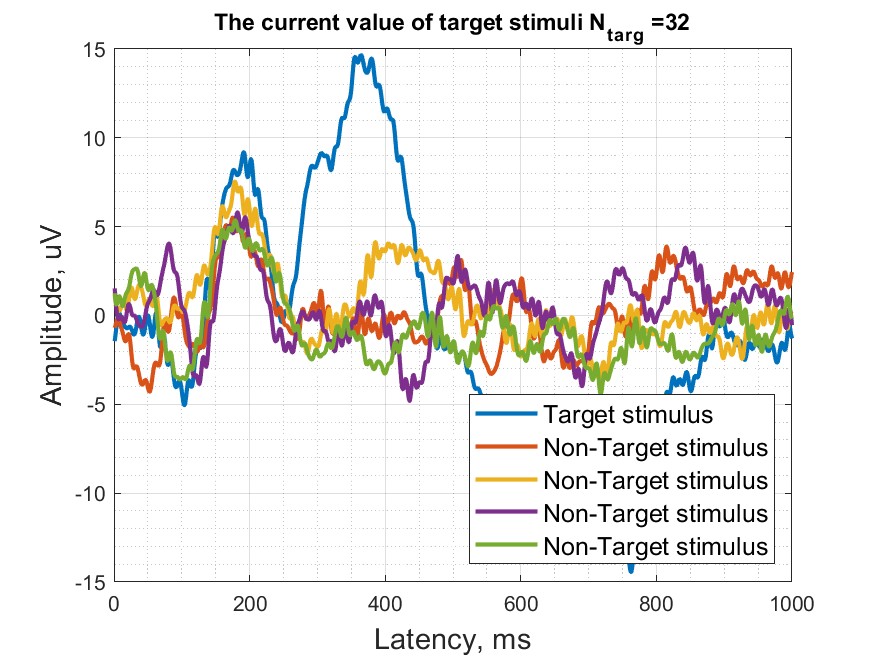 The current value of target stimuli N_targ =32
Amplitude, uV
15
10
5
0
-5
-10
-15
Target stimulus
Non-Target stimulus
Non-Target stimulus
Non-Target stimulus
Non-Target stimulus
0 200 400 600 800 1000
Latency, ms